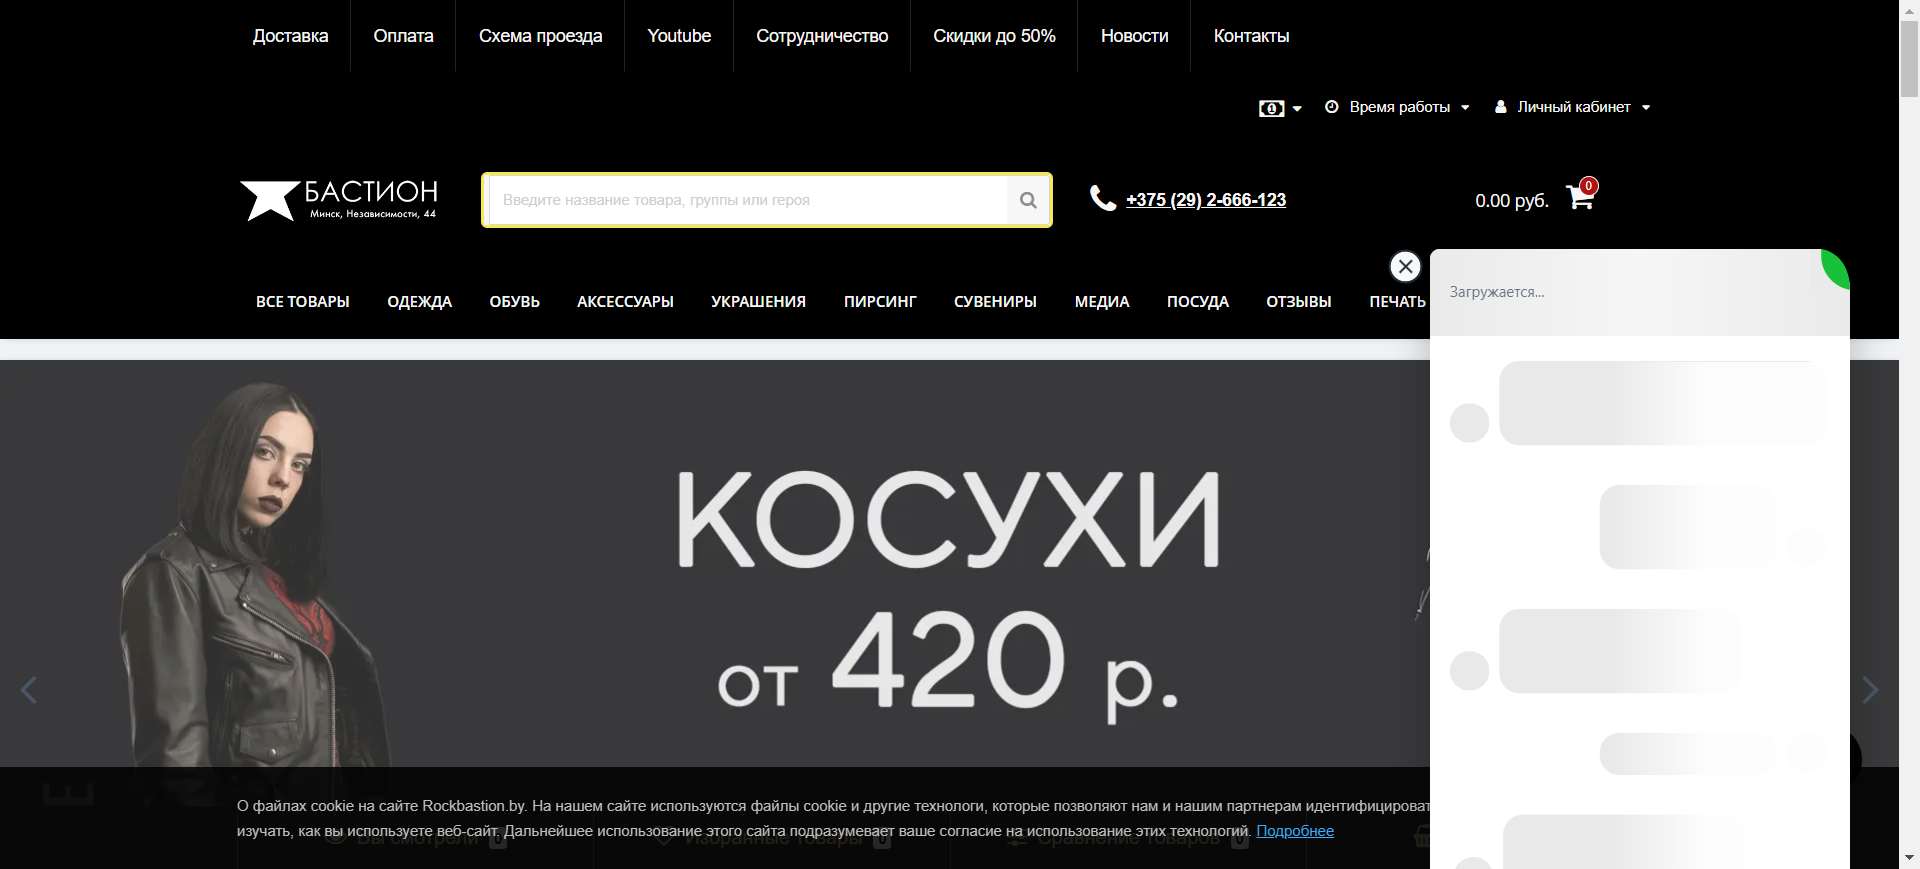 Доставка
Оплата
Схема проезда
Youtube
Сотрудничество
Скидки до 50%
Новости
Контакты
Время работы
Личный кабинет
БАСТИОН
Минск, Независимости, 44
Введите название товара, группы или героя
+375 (29) 2-666-123
0.00 руб.
0
ВСЕ ТОВАРЫ
ОДЕЖДА
ОБУВЬ
АКСЕССУАРЫ
УКРАШЕНИЯ
ПИРСИНГ
СУВЕНИРЫ
МЕДИА
ПОСУДА
ОТЗЫВЫ
ПЕЧАТЬ
Загружается...
КОСУХИ
от 420 р.
О файлах cookie на сайте Rockbastion.by. На нашем сайте используются файлы cookie и другие технологи, которые позволяют нам и нашим партнерам идентифицироват
изучать, как вы используете веб-сайт. Дальнейшее использование этого сайта подразумевает ваше согласие на использование этих технологий. Подробнее
Вы смотрели 0
Избранные товары 0
Сравнение товаров 0